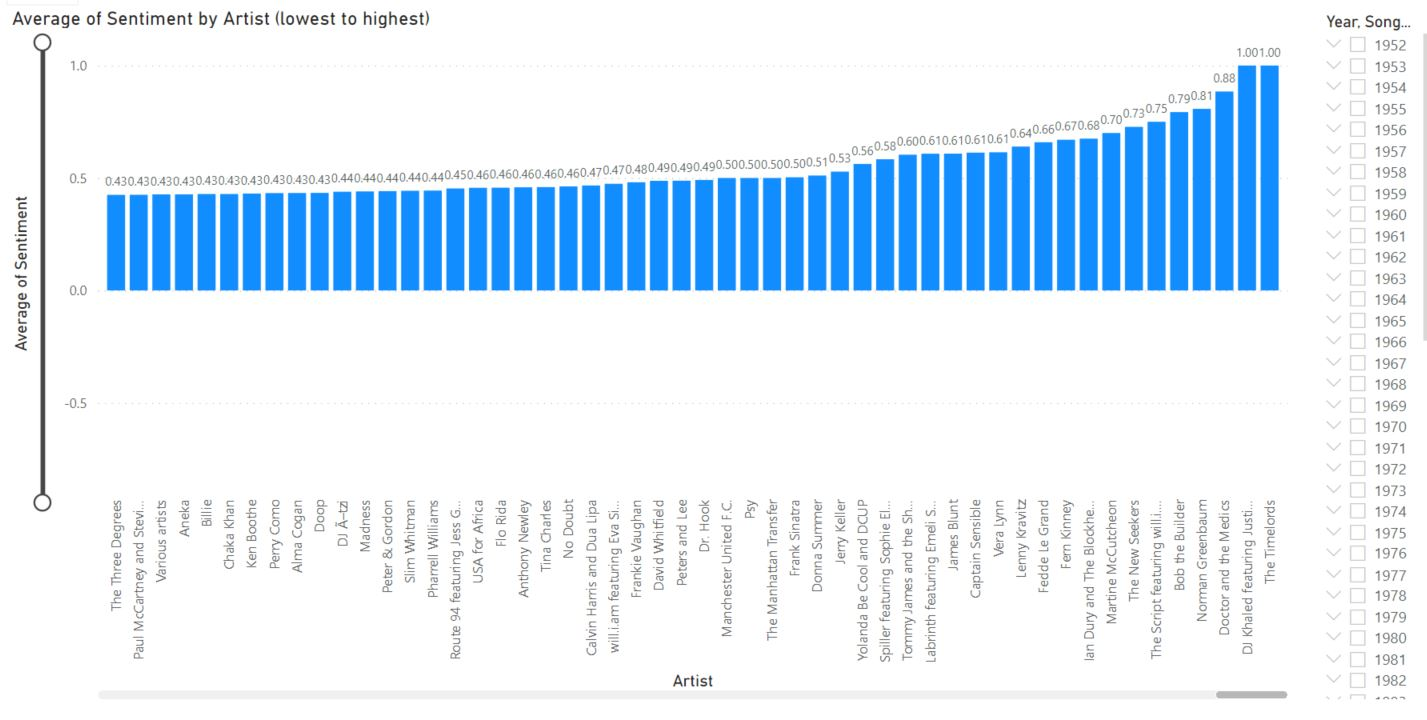 Average of Sentiment by Artist (lowest to highest)
Average of Sentiment
1.0
0.5
0.0
-0.5
0.43 0.43 0.43 0.43 0.43 0.43 0.43 0.43 0.43 0.43 0.44 0.44 0.44 0.44 0.44 0.45 0.46 0.46 0.46 0.46 0.46 0.47 0.47 0.48 0.49 0.49 0.49 0.50 0.50 0.50 0.50 0.51 0.53 0.56 0.58 0.60 0.61 0.61 0.61 0.61 0.64 0.66 0.67 0.68 0.70 0.73 0.75 0.79 0.81 0.88 1.00 1.00
The Three Degrees
Paul McCartney and Stevi...
Various artists
Aneka
Billie
Chaka Khan
Ken Boothe
Perry Como
Alma Cogan
Doop
DJ Ã–tzi
Madness
Peter & Gordon
Slim Whitman
Pharrell Williams
Route 94 featuring Jess G...
USA for Africa
Flo Rida
Anthony Newley
Tina Charles
No Doubt
Calvin Harris and Dua Lipa
will.i.am featuring Eva Si...
Frankie Vaughan
David Whitfield
Peters and Lee
Dr. Hook
Manchester United F.C.
Psy
The Manhattan Transfer
Frank Sinatra
Donna Summer
Jerry Keller
Yolanda Be Cool and DCUP
Spiller featuring Sophie El...
Tommy James and the Sh...
Labrinth featuring Emeli S...
James Blunt
Captain Sensible
Vera Lynn
Lenny Kravitz
Fedde Le Grand
Fern Kinney
Ian Dury and The Blockhe...
Martine McCutcheon
The New Seekers
The Script featuring will.i....
Bob the Builder
Norman Greenbaum
Doctor and the Medics
DJ Khaled featuring Justi...
The Timelords
Artist
Year, Song...
1952
1953
1954
1955
1956
1957
1958
1959
1960
1961
1962
1963
1964
1965
1966
1967
1968
1969
1970
1971
1972
1973
1974
1975
1976
1977
1978
1979
1980
1981
1982